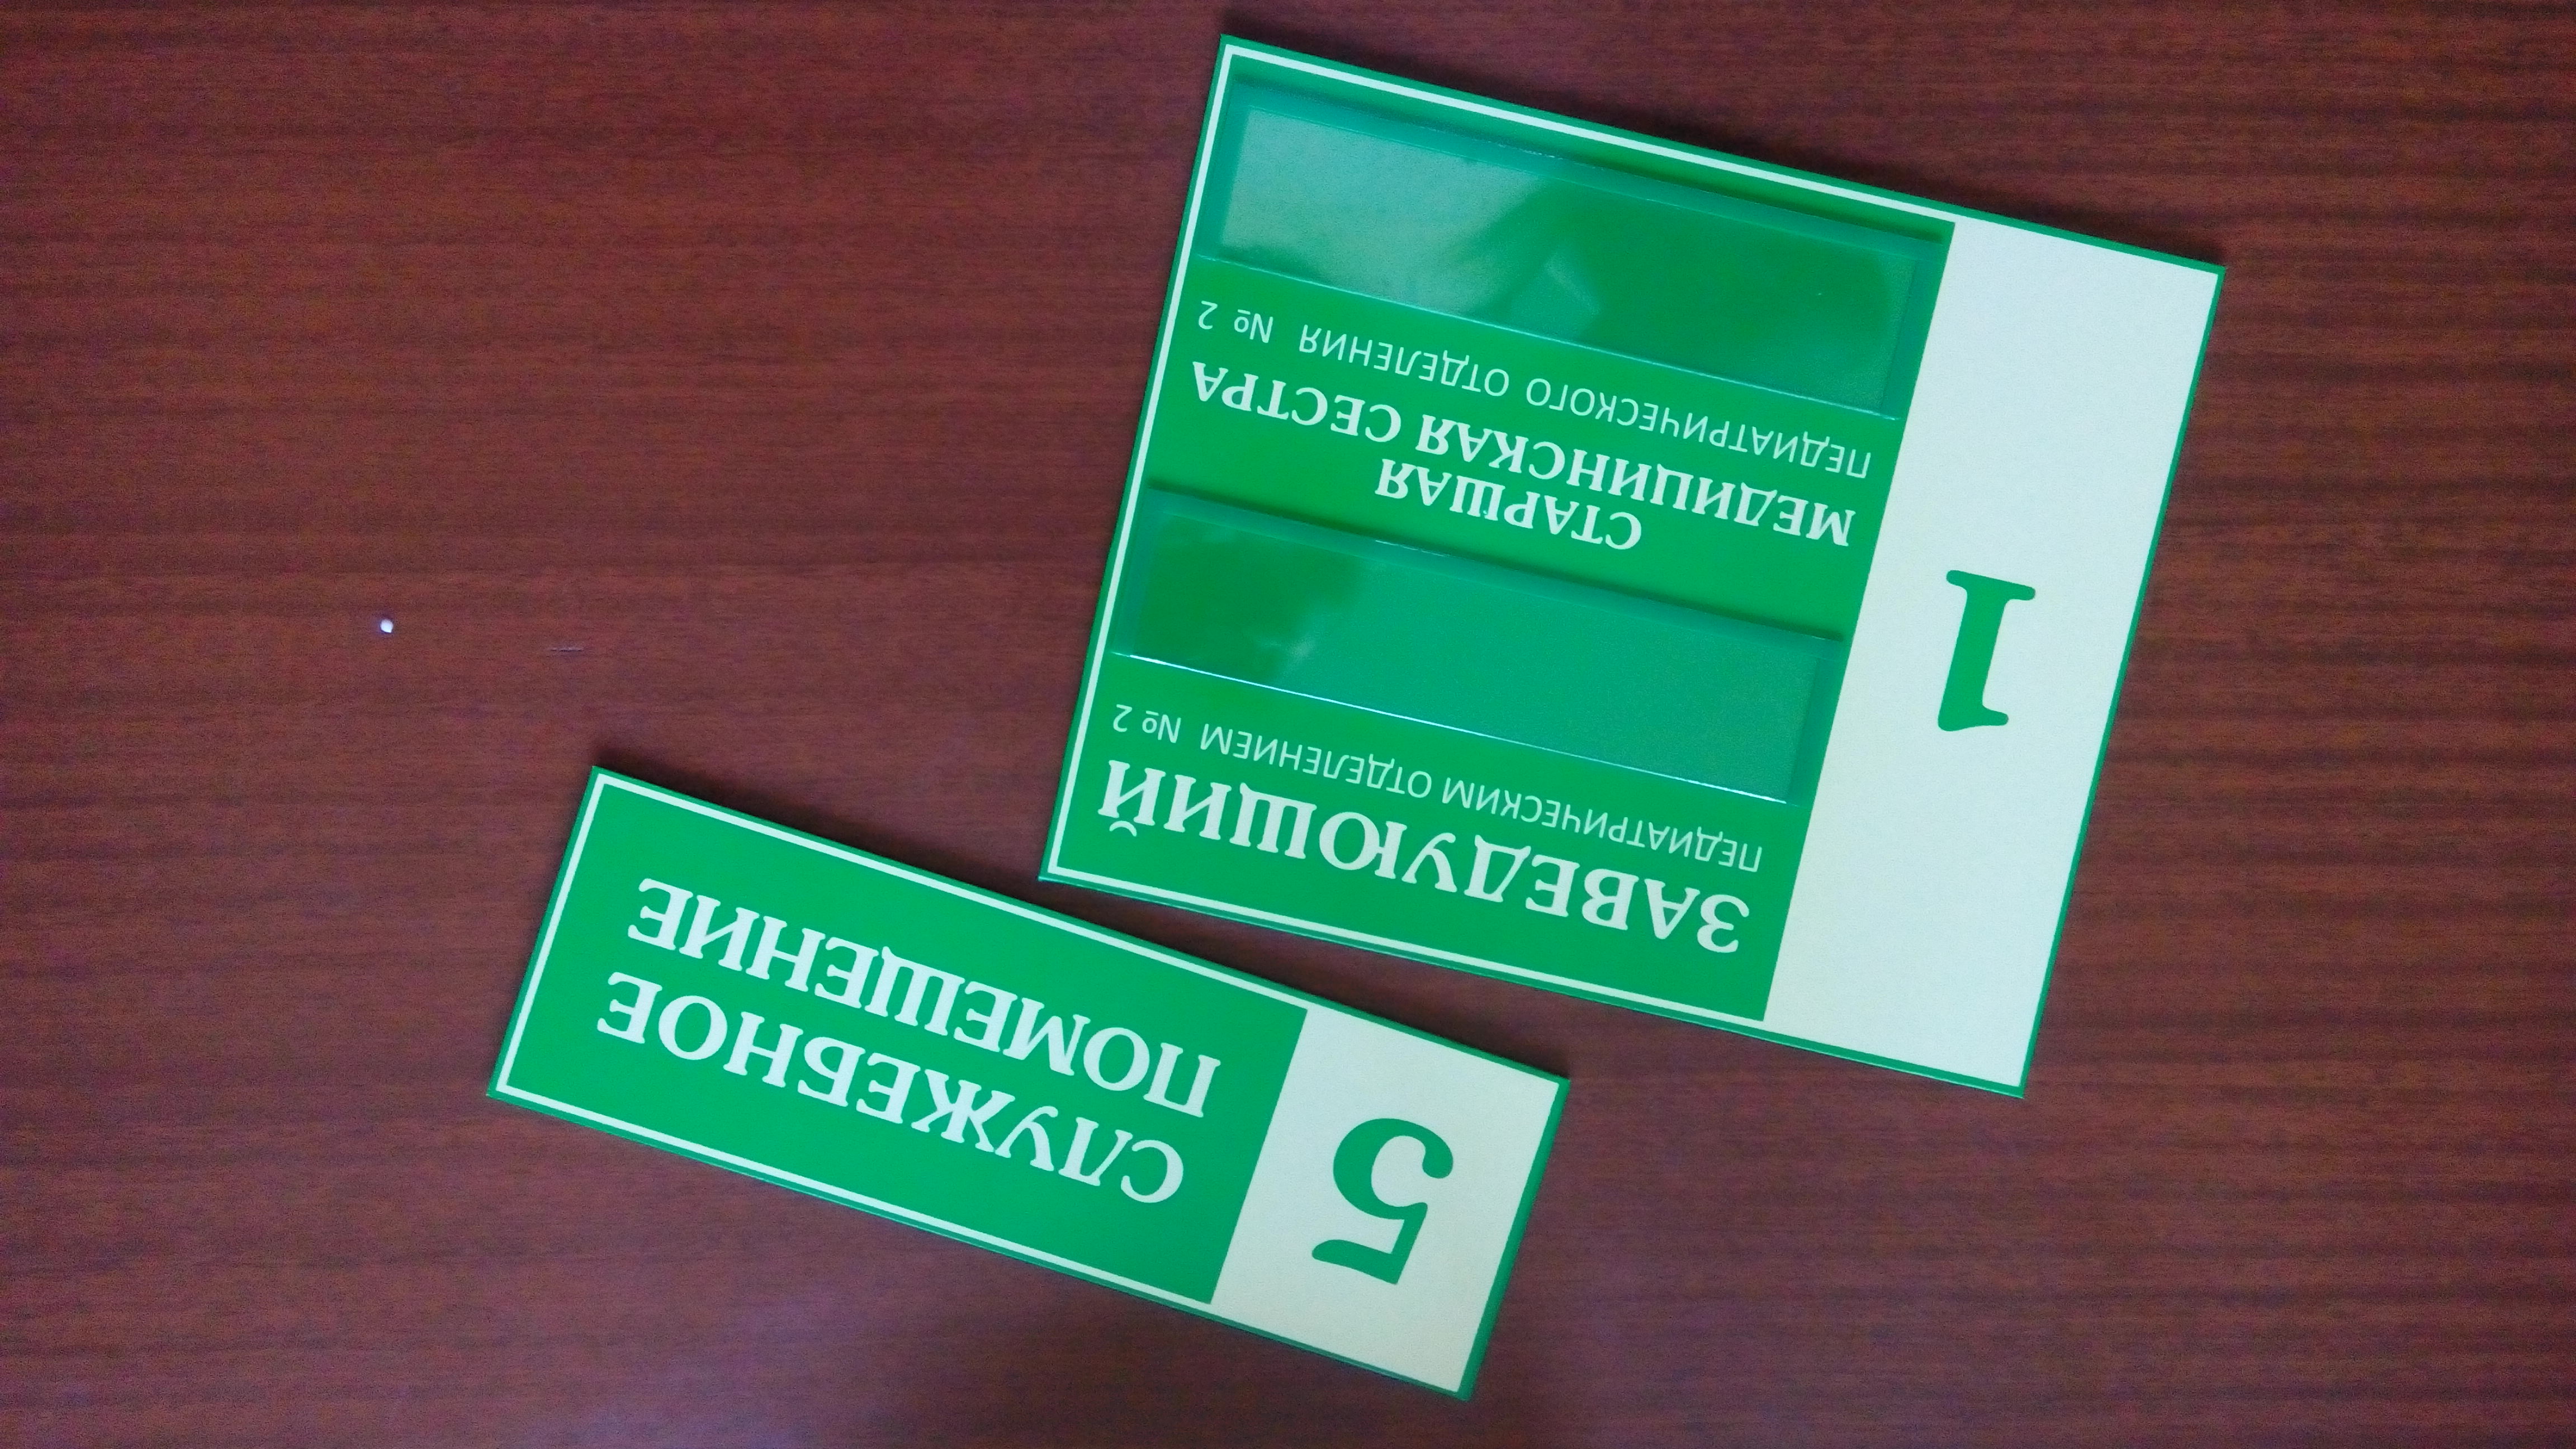 1
ЗАВЕДУЮЩИЙ
ПЕДИАТРИЧЕСКИМ ОТДЕЛЕНИЕМ № 2
СТАРШАЯ
МЕДИЦИНСКАЯ СЕСТРА
ПЕДИАТРИЧЕСКОГО ОТДЕЛЕНИЯ № 2
5
СЛУЖЕБНОЕ
ПОМЕЩЕНИЕ